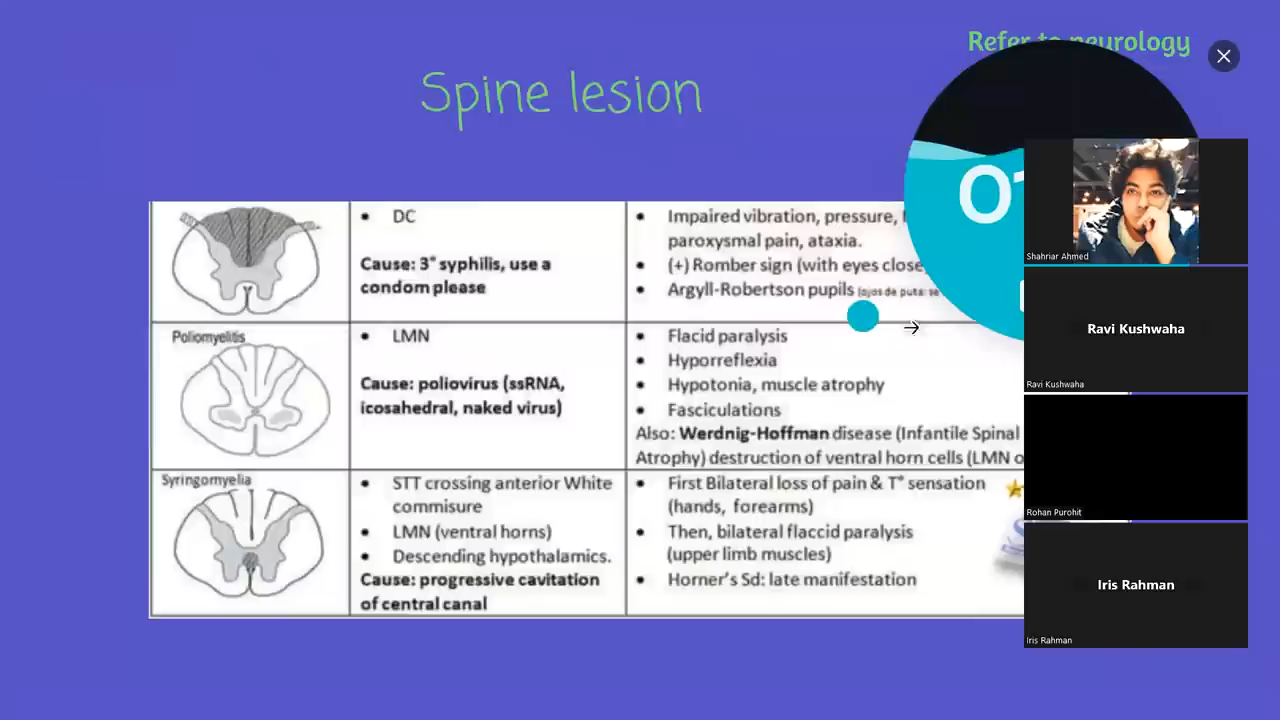 Refer to neurology
Spine lesion
DC
Cause: 3° syphilis, use a
condom please
Impaired vibration, pressure,
paroxysmal pain, ataxia.
(+) Romber sign (with eyes close
Argyll-Robertson pupils (ojos de puta: se
Poliomyelitis
LMN
Cause: poliovirus (ssRNA,
icosahedral, naked virus)
Flacid paralysis
Hyporreflexia
Hypotonia, muscle atrophy
Fasciculations
Also: Werdnig-Hoffman disease (Infantile Spinal
Atrophy) destruction of ventral horn cells (LMN
Syringomyelia
STT crossing anterior White
commisure
LMN (ventral horns)
Descending hypothalamics.
Cause: progressive cavitation
of central canal
First Bilateral loss of pain & T° sensation
(hands, forearms)
Then, bilateral flaccid paralysis
(upper limb muscles)
Horner's Sd: late manifestation
Shahriar Ahmed
Ravi Kushwaha
Ravi Kushwaha
Rohan Purohit
Iris Rahman
Iris Rahman